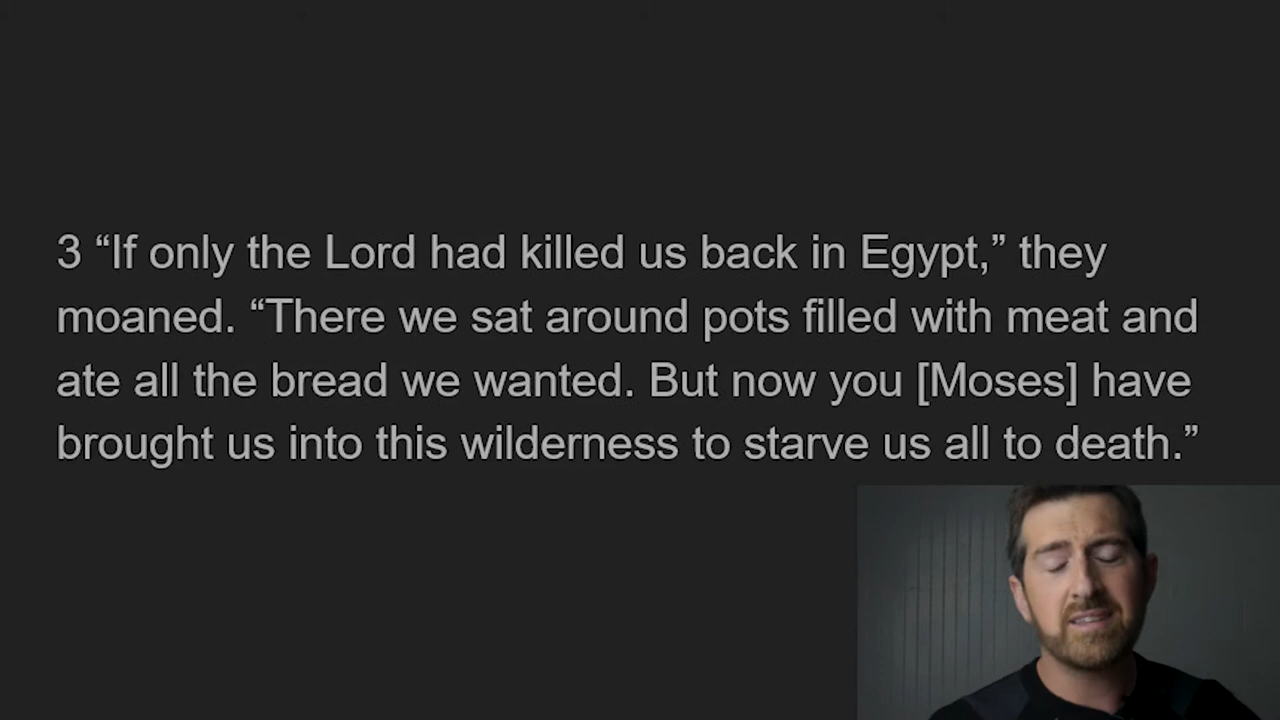 3 “If only the Lord had killed us back in Egypt,” they
moaned. “There we sat around pots filled with meat and
ate all the bread we wanted. But now you [Moses] have
brought us into this wilderness to starve us all to death.”